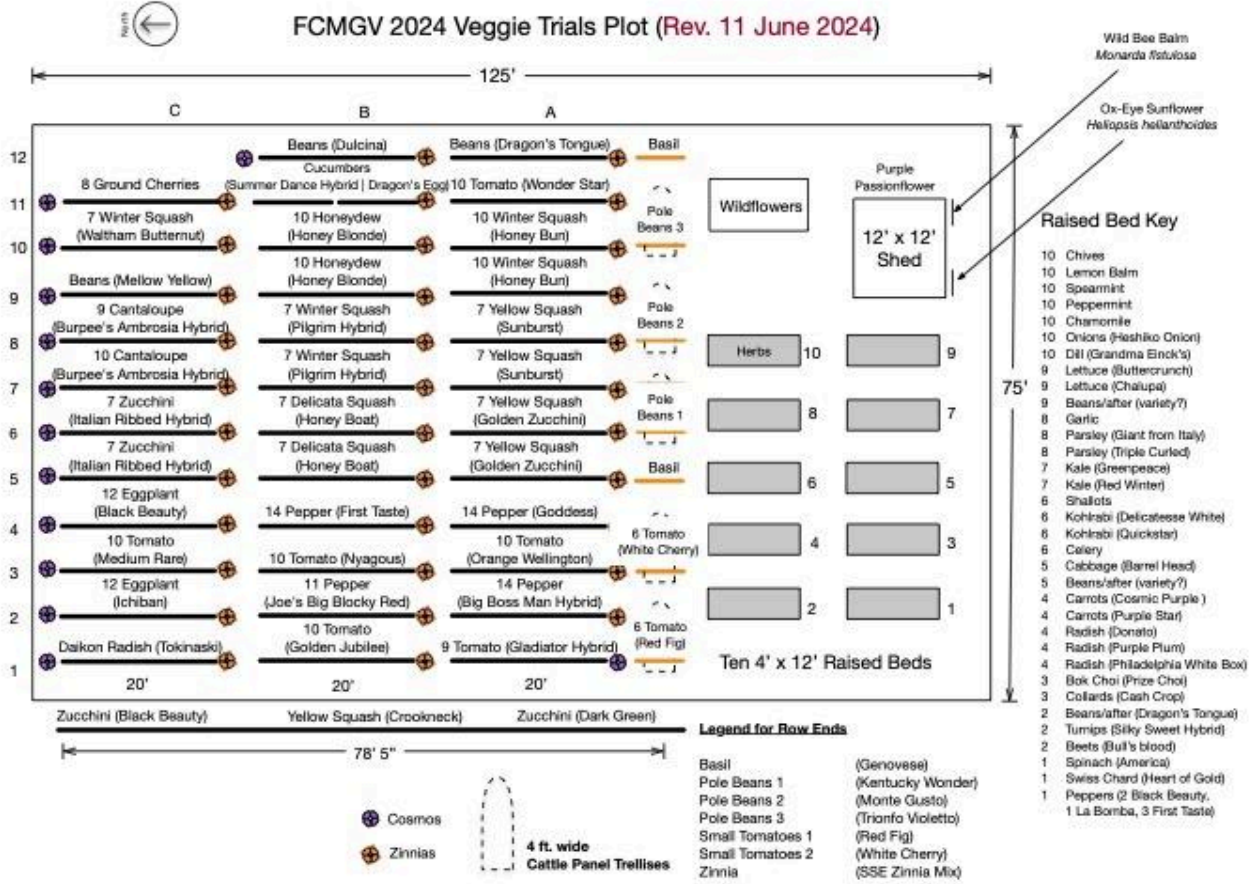 North
FCMGV 2024 Veggie Trials Plot (Rev. 11 June 2024)
Wild Bee Balm
Monarda fistulosa
125'
Ox-Eye Sunflower
Heliopsis helianthoides
C
B
A
12
Beans (Dulcina)
Beans (Dragon's Tongue)
Basil
Cucumbers
(Summer Dance Hybrid | Dragon's Egg)
11
8 Ground Cherries
10 Tomato (Wonder Star)
Pole
Beans 3
Wildflowers
Purple
Passionflower
12' x 12'
Shed
10
7 Winter Squash
(Waltham Butternut)
10 Honeydew
(Honey Blonde)
10 Winter Squash
(Honey Bun)
9
Beans (Mellow Yellow)
10 Honeydew
(Honey Blonde)
10 Winter Squash
(Honey Bun)
8
9 Cantaloupe
(Burpee's Ambrosia Hybrid)
7 Winter Squash
(Pilgrim Hybrid)
7 Yellow Squash
(Sunburst)
Pole
Beans 2
7
10 Cantaloupe
(Burpee's Ambrosia Hybrid)
7 Winter Squash
(Pilgrim Hybrid)
7 Yellow Squash
(Sunburst)
6
7 Zucchini
(Italian Ribbed Hybrid)
7 Delicata Squash
(Honey Boat)
7 Yellow Squash
(Golden Zucchini)
Pole
Beans 1
5
7 Zucchini
(Italian Ribbed Hybrid)
7 Delicata Squash
(Honey Boat)
7 Yellow Squash
(Golden Zucchini)
Basil
4
12 Eggplant
(Black Beauty)
14 Pepper (First Taste)
14 Pepper (Goddess)
3
10 Tomato
(Medium Rare)
10 Tomato (Nyagous)
10 Tomato
(Orange Wellington)
6 Tomato
(White Cherry)
2
12 Eggplant
(Ichiban)
11 Pepper
(Joe's Big Blocky Red)
14 Pepper
(Big Boss Man Hybrid)
1
Daikon Radish (Tokinaski)
10 Tomato
(Golden Jubilee)
9 Tomato (Gladiator Hybrid)
6 Tomato
(Red Fig)
20'
20'
20'
Herbs
10
9
8
7
6
5
4
3
2
1
Ten 4' x 12' Raised Beds
75'
Zucchini (Black Beauty)
Yellow Squash (Crookneck)
Zucchini (Dark Green)
78' 5"
Cosmos
Zinnias
4 ft. wide
Cattle Panel Trellises
Legend for Row Ends
Basil (Genovese)
Pole Beans 1 (Kentucky Wonder)
Pole Beans 2 (Monte Gusto)
Pole Beans 3 (Trionfo Violetto)
Small Tomatoes 1 (Red Fig)
Small Tomatoes 2 (White Cherry)
Zinnia (SSE Zinnia Mix)
Raised Bed Key
10 Chives
10 Lemon Balm
10 Spearmint
10 Peppermint
10 Chamomile
10 Onions (Heshiko Onion)
10 Dill (Grandma Einck's)
9 Lettuce (Buttercrunch)
9 Lettuce (Chalupa)
9 Beans/after (variety?)
8 Garlic
8 Parsley (Giant from Italy)
8 Parsley (Triple Curled)
7 Kale (Greenpeace)
7 Kale (Red Winter)
6 Shallots
6 Kohlrabi (Delicatesse White)
6 Kohlrabi (Quickstar)
6 Celery
5 Cabbage (Barrel Head)
5 Beans/after (variety?)
4 Carrots (Cosmic Purple )
4 Carrots (Purple Star)
4 Radish (Donato)
4 Radish (Purple Plum)
4 Radish (Philadelphia White Box)
3 Bok Choi (Prize Choi)
3 Collards (Cash Crop)
2 Beans/after (Dragon's Tongue)
2 Turnips (Silky Sweet Hybrid)
2 Beets (Bull's blood)
1 Spinach (America)
1 Swiss Chard (Heart of Gold)
1 Peppers (2 Black Beauty,
1 La Bomba, 3 First Taste)